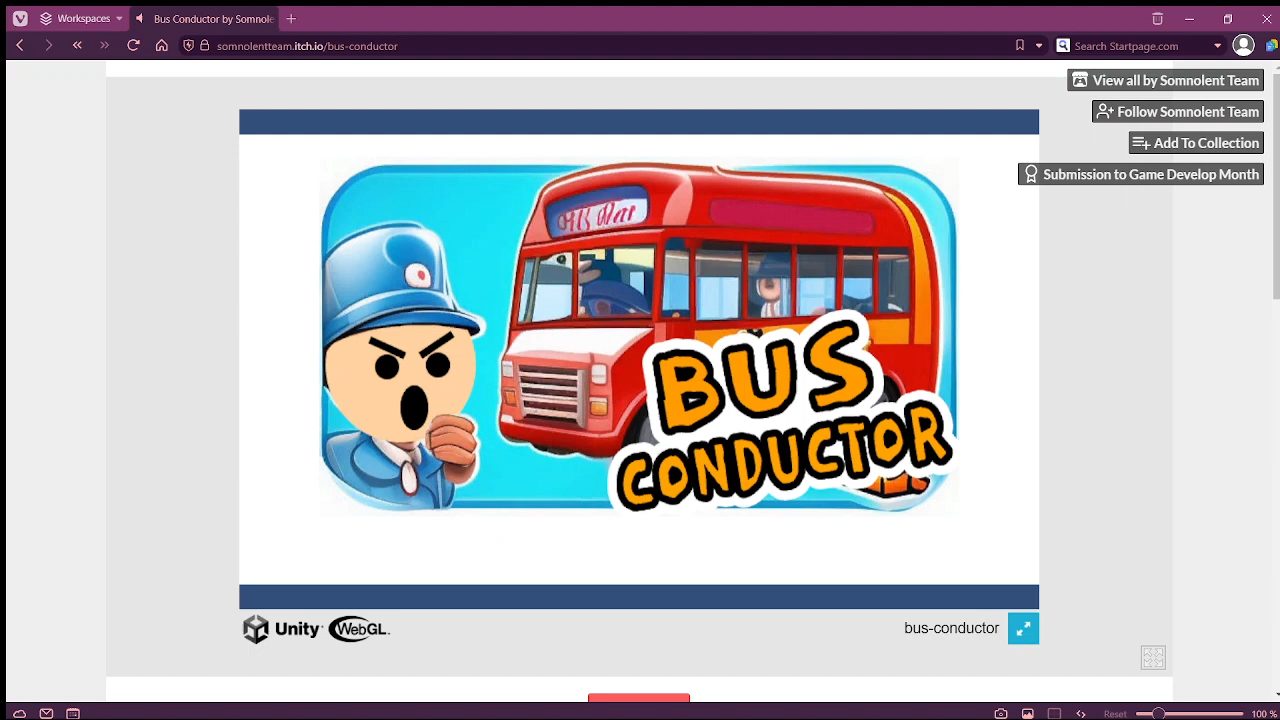 Workspaces
Bus Conductor by Somnole
somnolentteam.itch.io/bus-conductor
Search Startpage.com
View all by Somnolent Team
Follow Somnolent Team
Add To Collection
Submission to Game Develop Month
BUS
CONDUCTOR
Unity
WebGL
bus-conductor
Reset
100 %